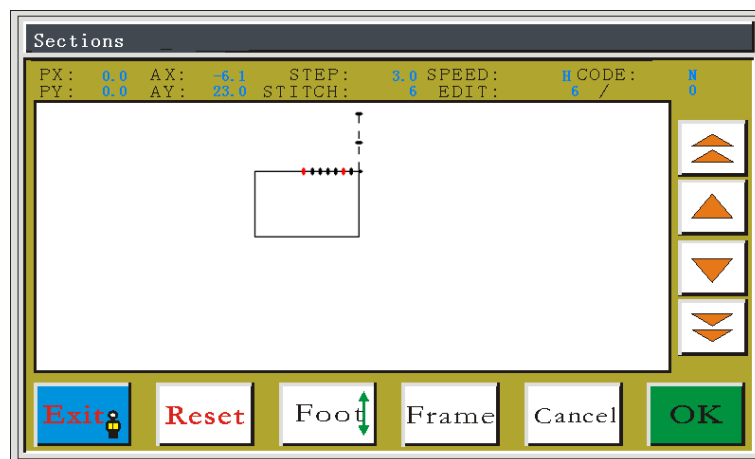 Sections
PX: 0.0 AX: -6.1 STEP: 3.0 SPEED: H CODE: N
PY: 0.0 AY: 23.0 STITCH: 6 EDIT: 6 / 0
Exit Reset Foot Frame Cancel OK